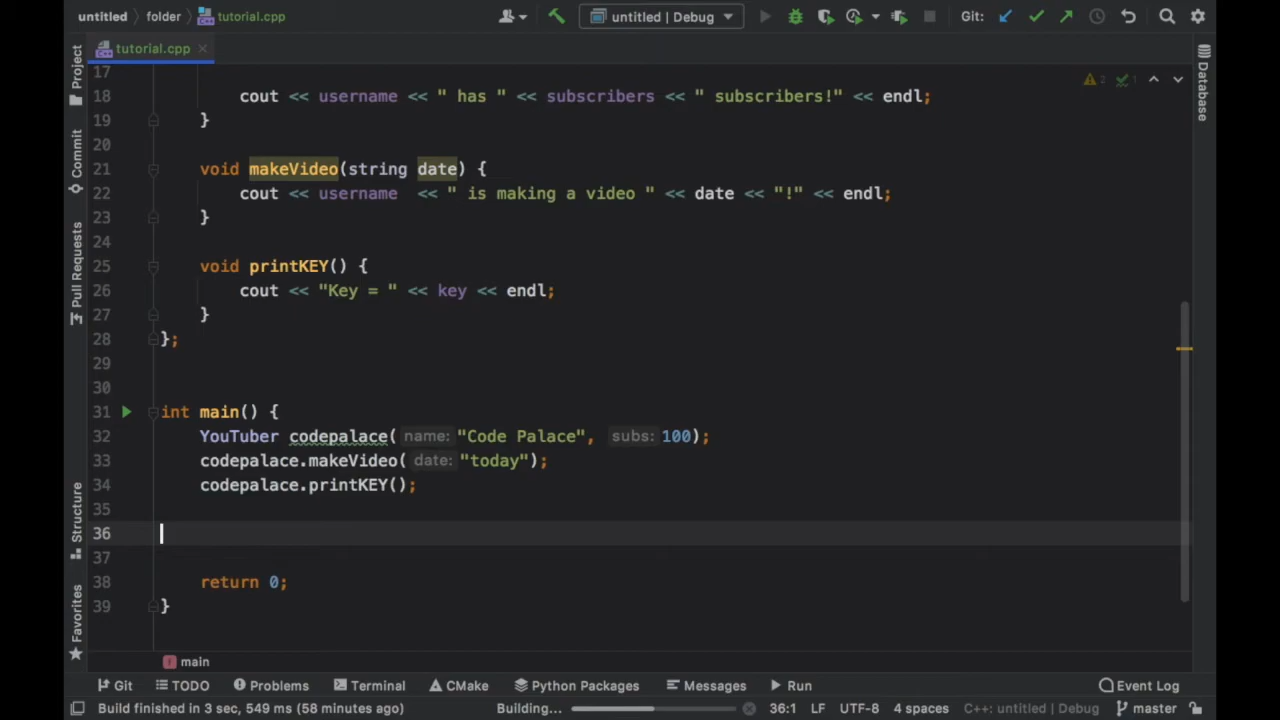 untitled folder tutorial.cpp untitled | Debug Git:
tutorial.cpp
Project
Commit
Pull Requests
Structure
Favorites
Database
2 1
17
18 cout << username << " has " << subscribers << " subscribers!" << endl;
19 }
20
21 void makeVideo(string date) {
22 cout << username << " is making a video " << date << "!" << endl;
23 }
24
25 void printKEY() {
26 cout << "Key = " << key << endl;
27 }
28 };
29
30
31 int main() {
32 YouTuber codepalace( name: "Code Palace", subs: 100);
33 codepalace.makeVideo( date: "today");
34 codepalace.printKEY();
35
36
37
38 return 0;
39 }
f main
Git TODO Problems Terminal CMake Python Packages Messages Run Event Log
Build finished in 3 sec, 549 ms (58 minutes ago) Building... 36:1 LF UTF-8 4 spaces C++: untitled | Debug master